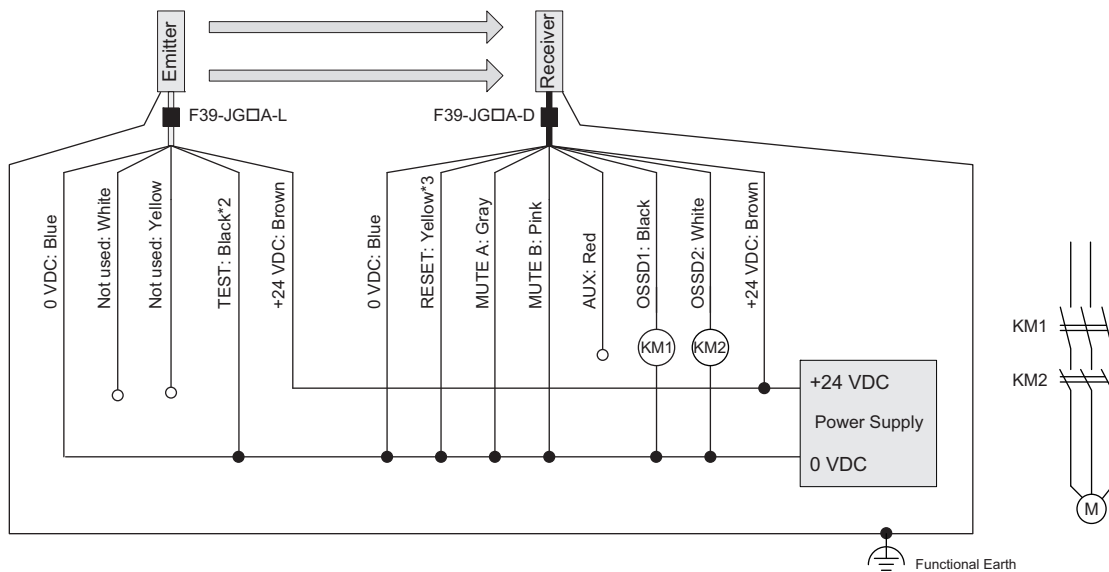 Emitter
Receiver
F39-JG□A-L
F39-JG□A-D
0 VDC: Blue
Not used: White
Not used: Yellow
TEST: Black*2
+24 VDC: Brown
0 VDC: Blue
RESET: Yellow*3
MUTE A: Gray
MUTE B: Pink
AUX: Red
OSSD1: Black
OSSD2: White
+24 VDC: Brown
KM1
KM2
KM1
KM2
+24 VDC
Power Supply
0 VDC
M
Functional Earth